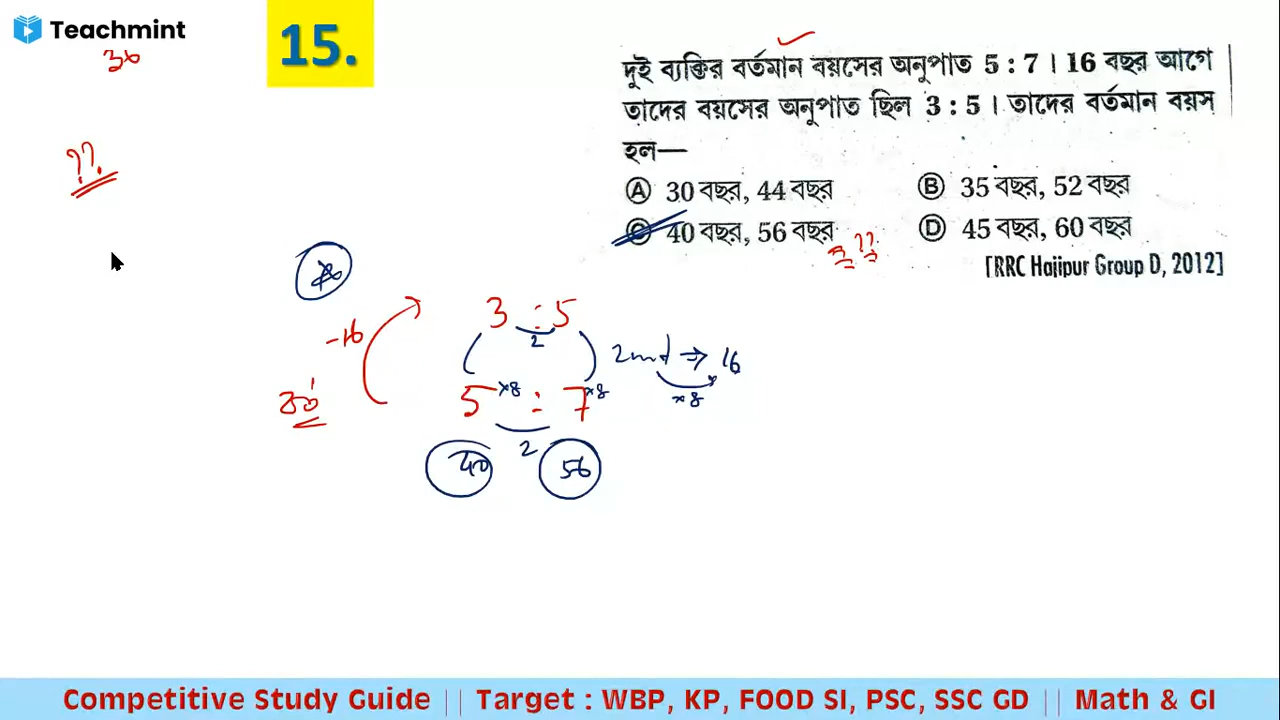 Teachmint
15.
দুই ব্যক্তির বর্তমান বয়সের অনুপাত 5 : 7 । 16 বছর আগে
তাদের বয়সের অনুপাত ছিল 3 : 5 । তাদের বর্তমান বয়স
হল—
Ⓐ 30 বছর, 44 বছর Ⓑ 35 বছর, 52 বছর
Ⓒ 40 বছর, 56 বছর Ⓓ 45 বছর, 60 বছর
[RRC Hajipur Group D, 2012]
??
??
3 : 5
2
-16
2 → 16
×8
5 ×8 : 7 ×8
2
40 56
Competitive Study Guide || Target : WBP, KP, FOOD SI, PSC, SSC GD || Math & GI